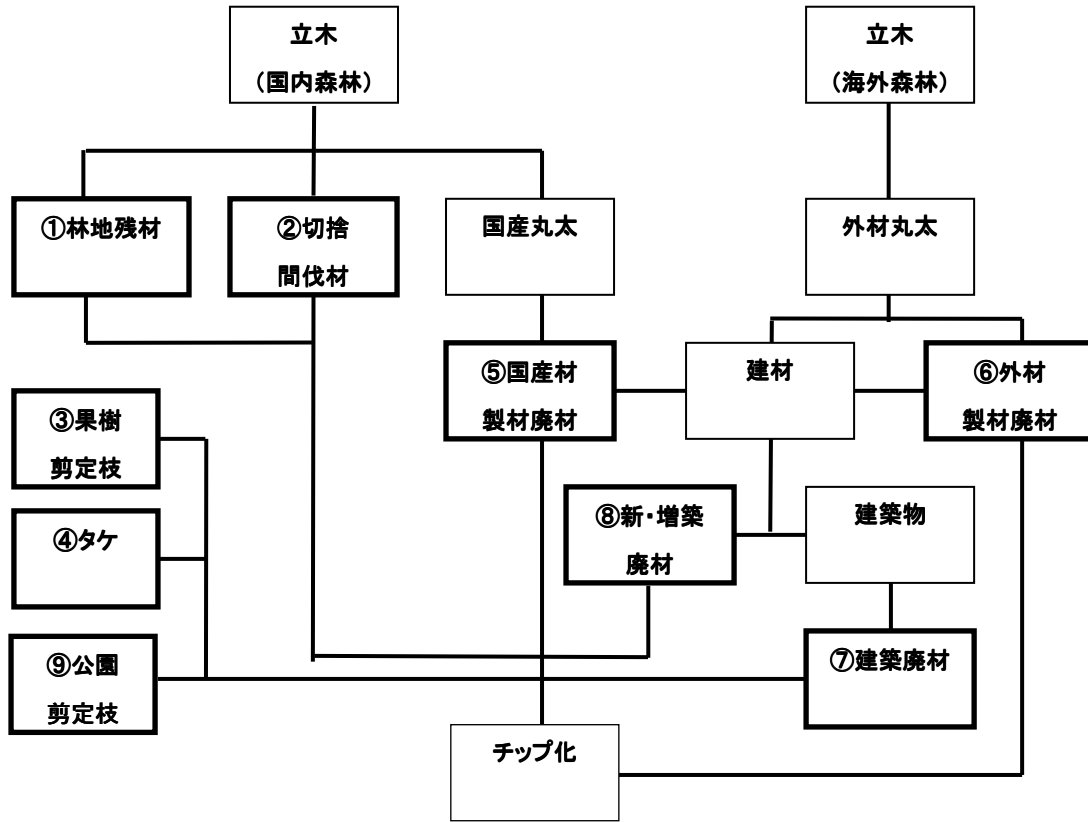 立木
（国内森林）
立木
（海外森林）
①林地残材
②切捨
間伐材
国産丸太
外材丸太
⑤国産材
製材廃材
建材
⑥外材
製材廃材
③果樹
剪定枝
④タケ
⑧新・増築
廃材
建築物
⑨公園
剪定枝
⑦建築廃材
チップ化